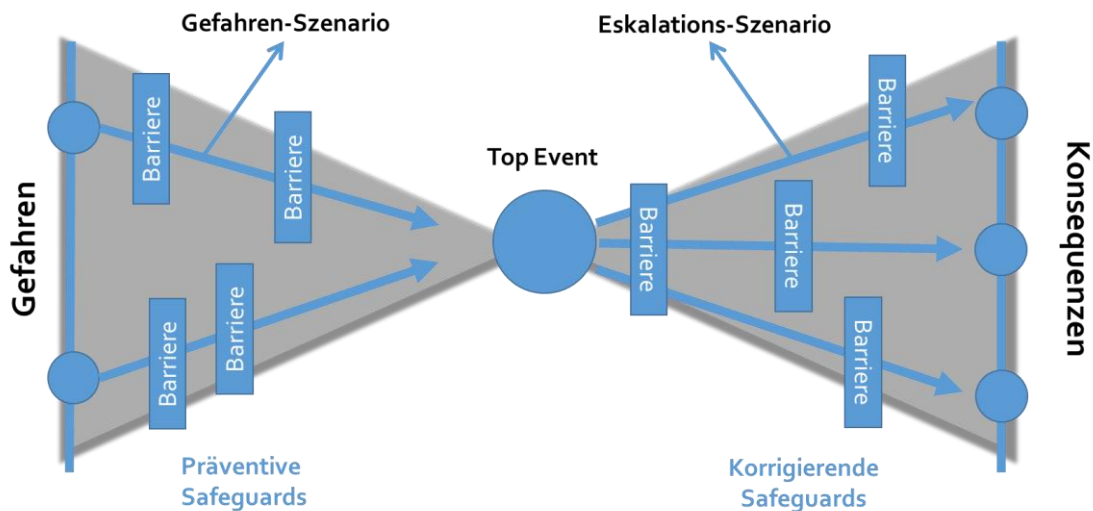 Gefahren-Szenario
Eskalations-Szenario
Gefahren
Barriere
Barriere
Barriere
Barriere
Top Event
Barriere
Barriere
Barriere
Barriere
Konsequenzen
Präventive
Safeguards
Korrigierende
Safeguards